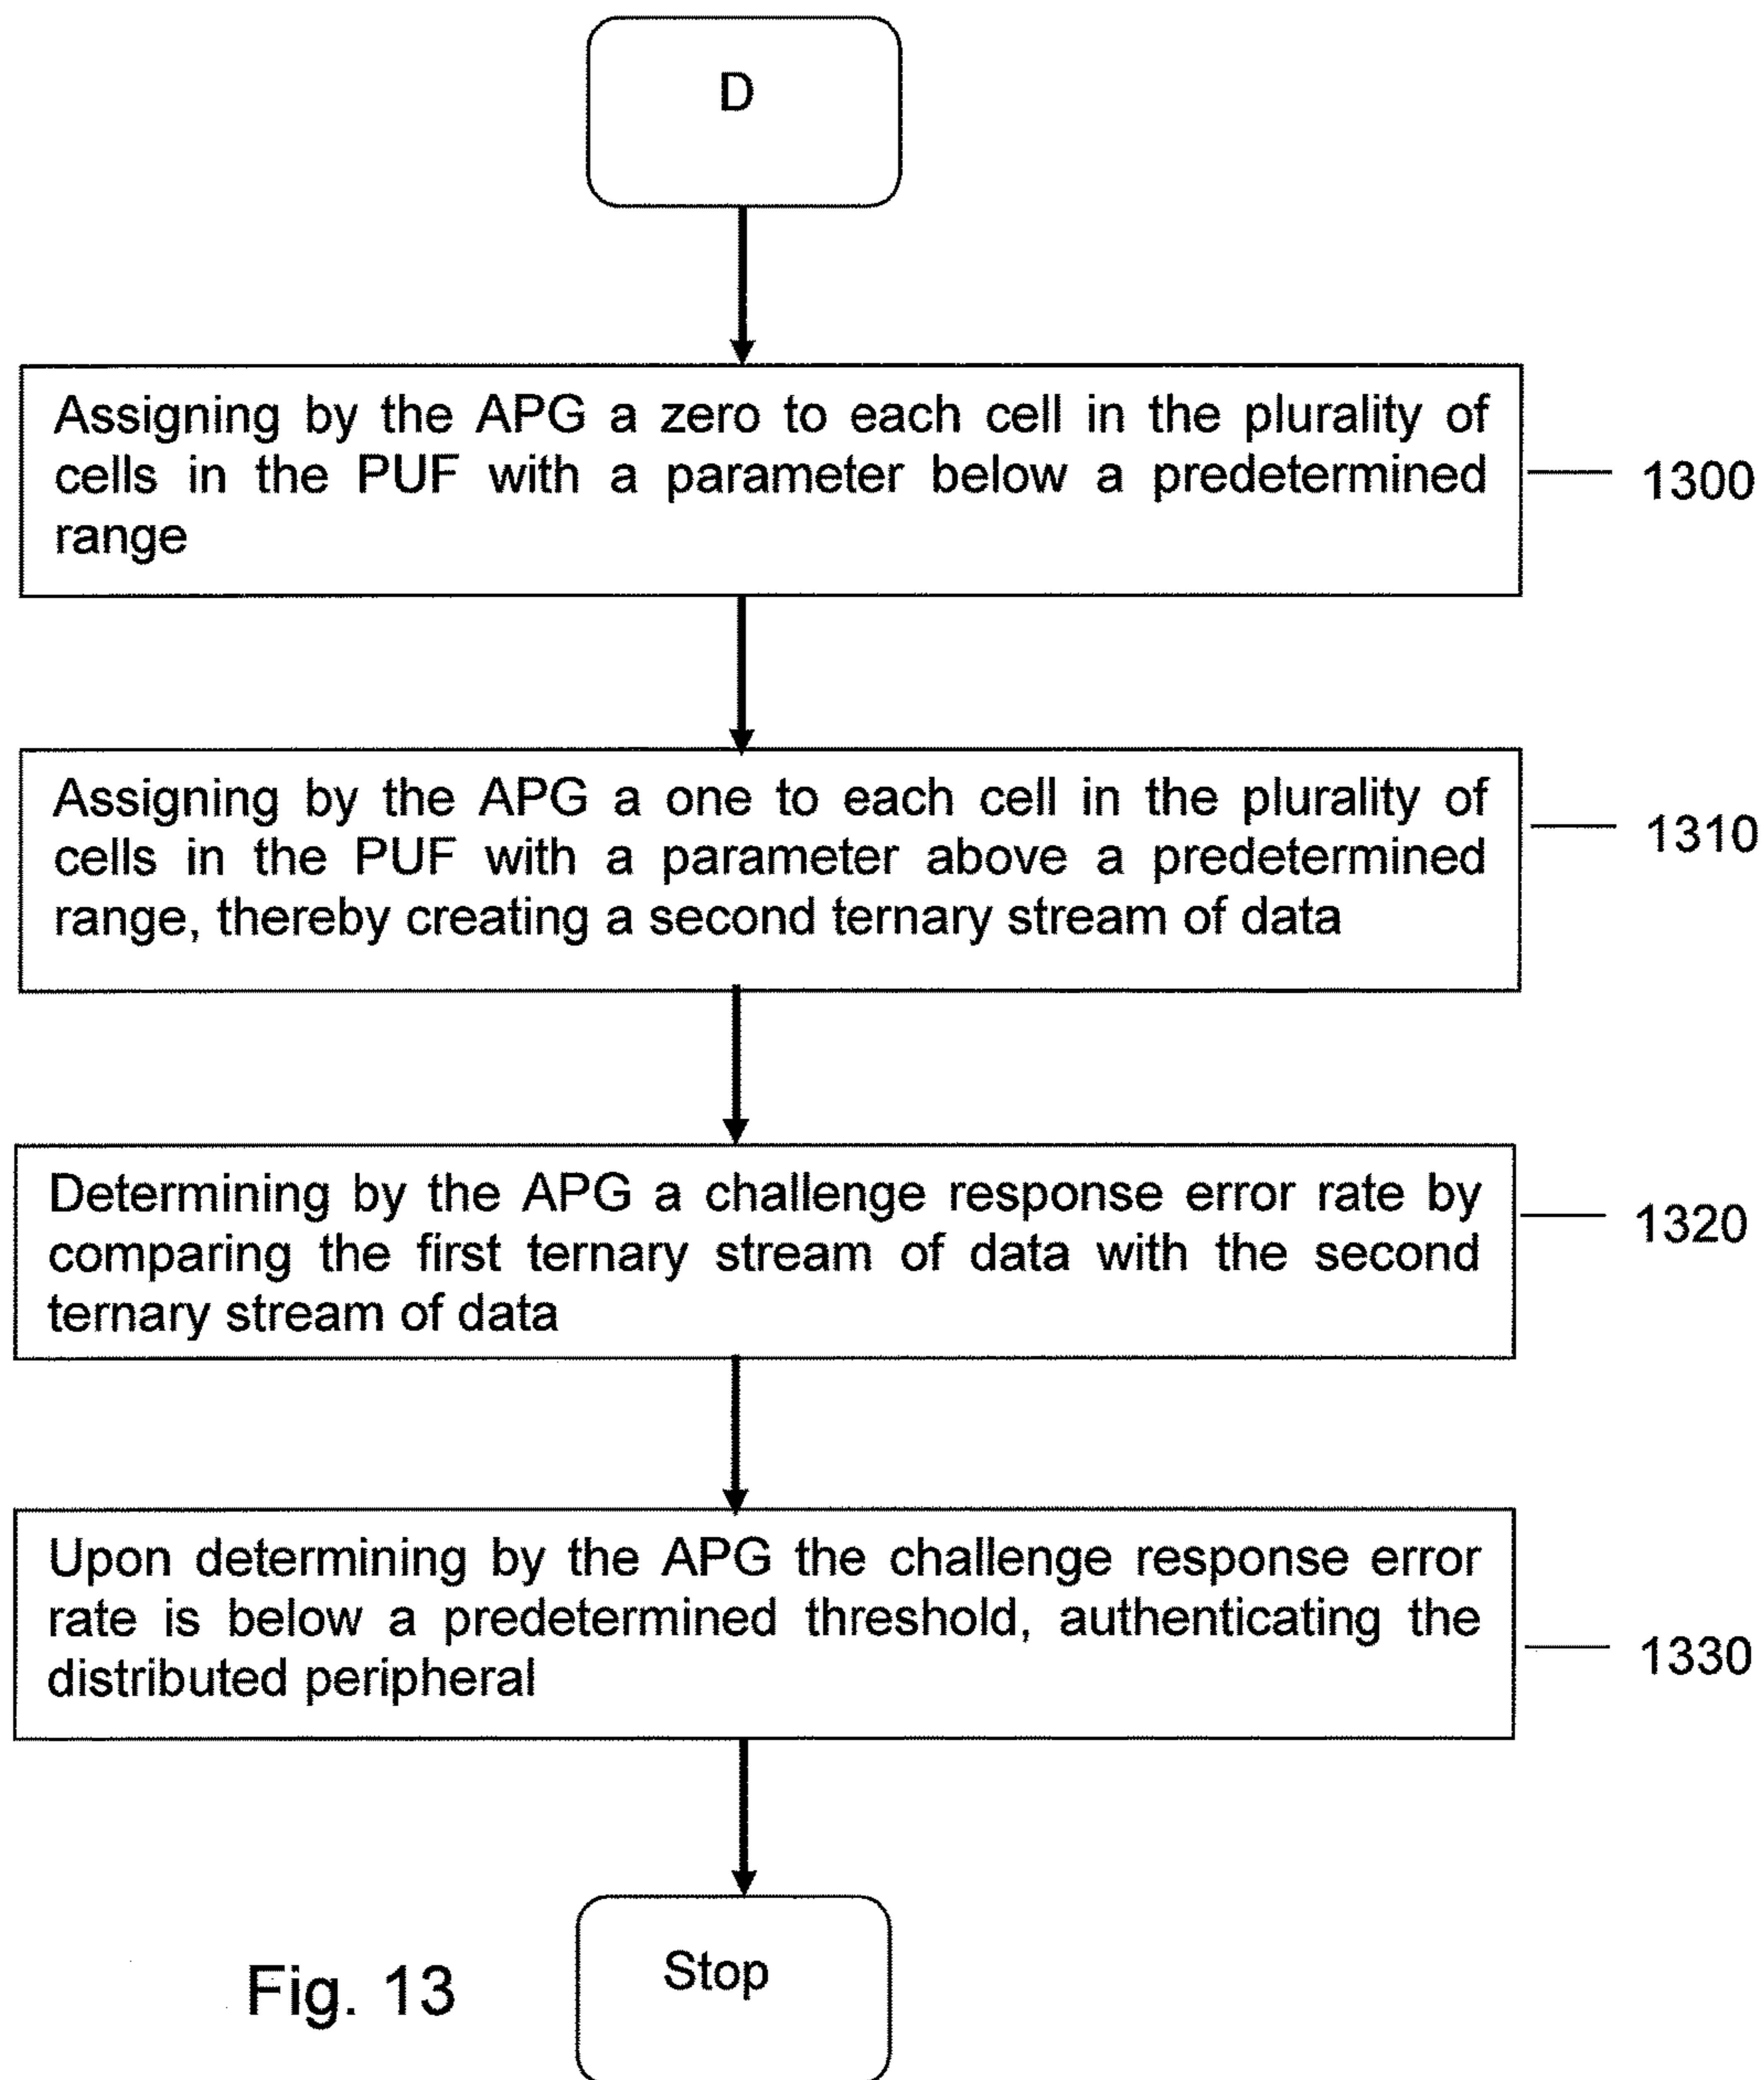 D
Assigning by the APG a zero to each cell in the plurality of
cells in the PUF with a parameter below a predetermined
range
1300
Assigning by the APG a one to each cell in the plurality of
cells in the PUF with a parameter above a predetermined
range, thereby creating a second ternary stream of data
1310
Determining by the APG a challenge response error rate by
comparing the first ternary stream of data with the second
ternary stream of data
1320
Upon determining by the APG the challenge response error
rate is below a predetermined threshold, authenticating the
distributed peripheral
1330
Stop
Fig. 13